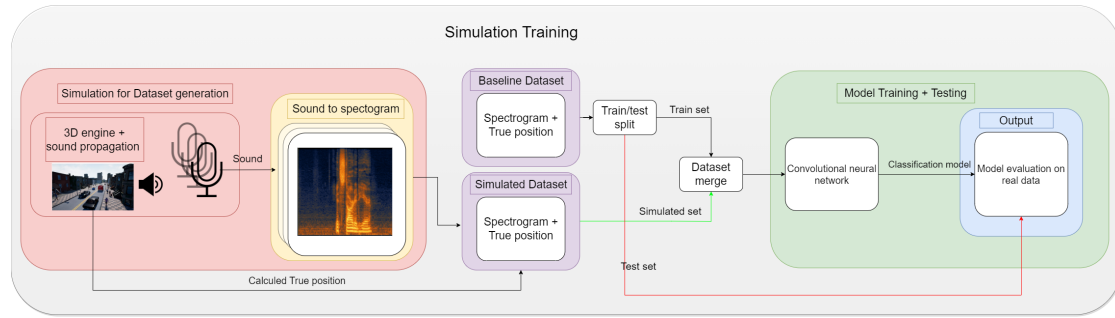 Simulation Training
Simulation for Dataset generation
3D engine +
sound propagation
Sound
Sound to spectrogram
Calculed True position
Baseline Dataset
Spectrogram +
True position
Simulated Dataset
Spectrogram +
True position
Train/test
split
Train set
Dataset
merge
Simulated set
Test set
Model Training + Testing
Convolutional neural
network
Classification model
Output
Model evaluation on
real data